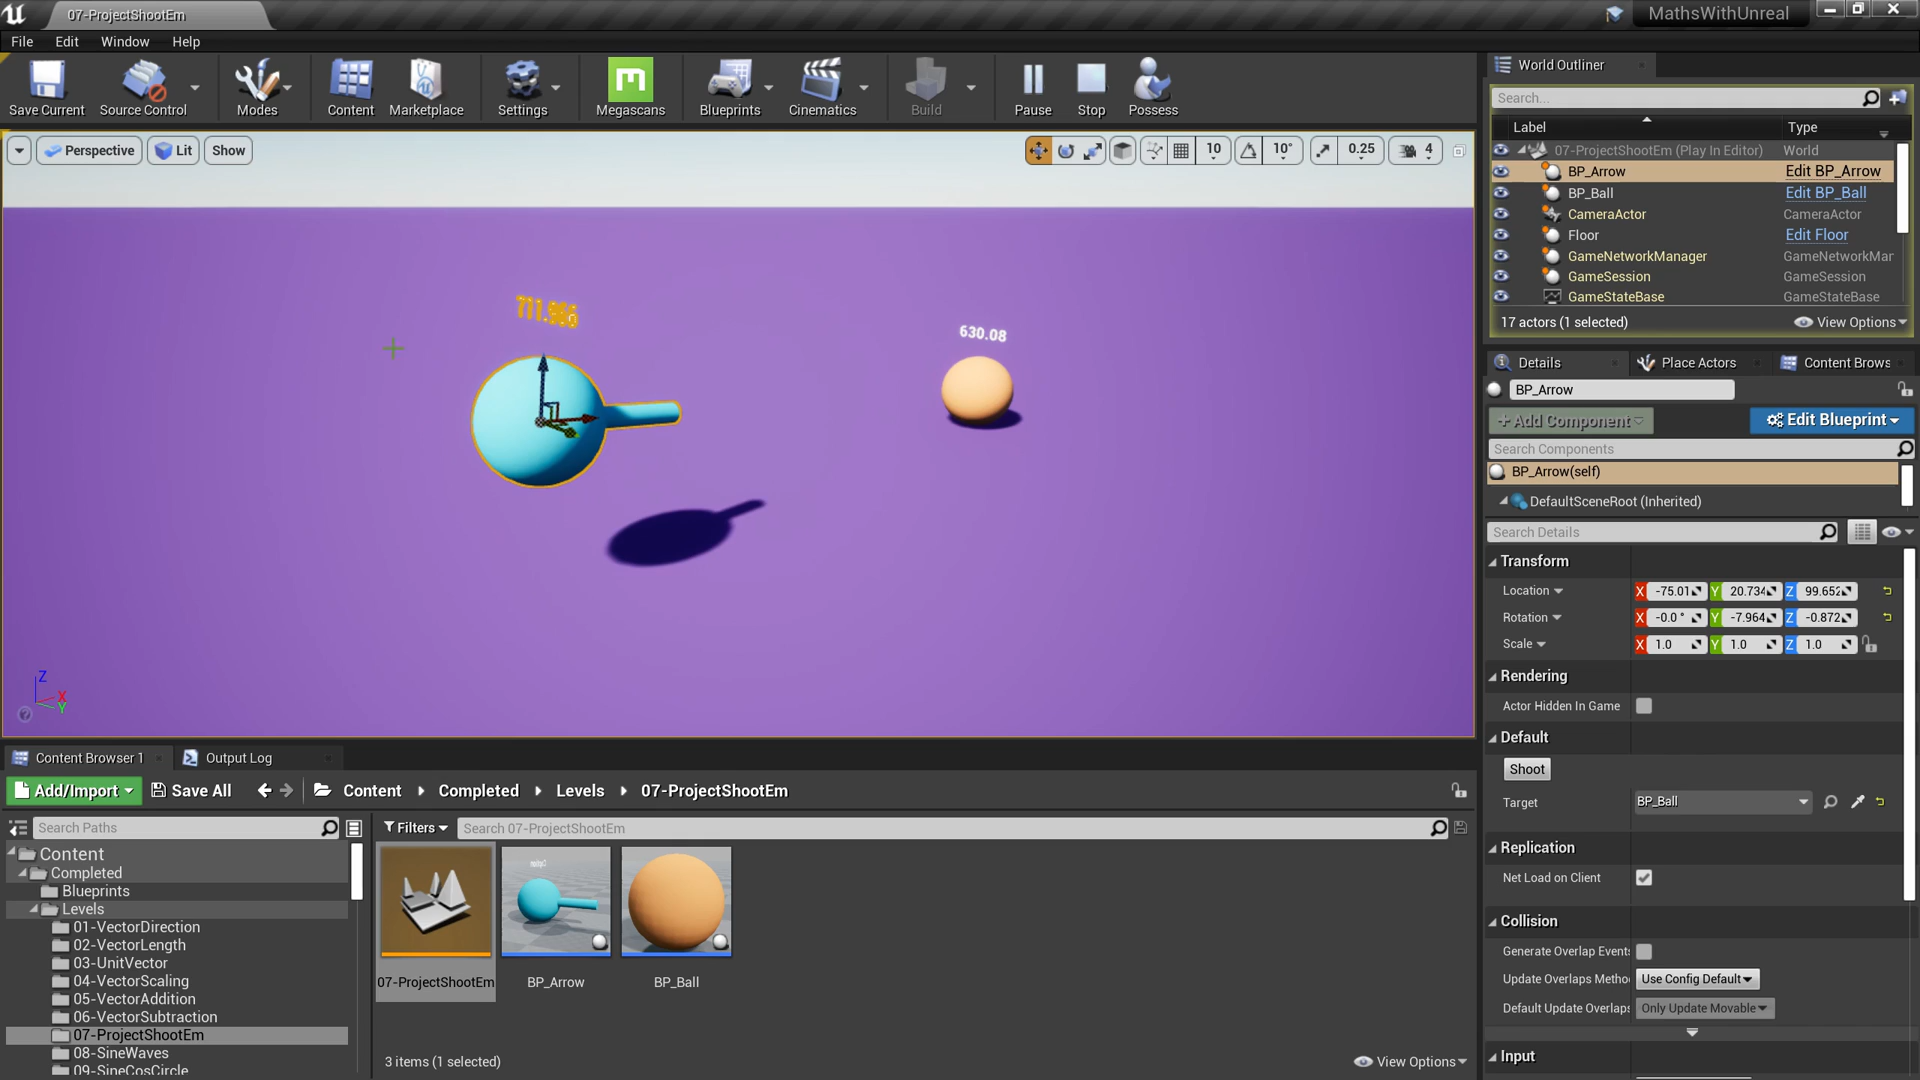 07-ProjectShootEm
MathsWithUnreal
File Edit Window Help
Save Current
Source Control
Modes
Content
Marketplace
Settings
Megascans
Blueprints
Cinematics
Build
Pause
Stop
Possess
Perspective
Lit
Show
10
10°
0.25
4
630.08
Z
X
Y
World Outliner
Search...
Label Type
07-ProjectShootEm (Play In Editor) World
BP_Arrow Edit BP_Arrow
BP_Ball Edit BP_Ball
CameraActor CameraActor
Floor Edit Floor
GameNetworkManager GameNetworkMar
GameSession GameSession
GameStateBase GameStateBase
17 actors (1 selected) View Options
Details
Place Actors
Content Brows
BP_Arrow
+ Add Component
Edit Blueprint
Search Components
BP_Arrow(self)
DefaultSceneRoot (Inherited)
Search Details
Transform
Location X -75.01 Y 20.734 Z 99.652
Rotation X -0.0 ° Y -7.964 Z -0.872
Scale X 1.0 Y 1.0 Z 1.0
Rendering
Actor Hidden In Game
Default
Shoot
Target BP_Ball
Replication
Net Load on Client
Collision
Generate Overlap Events
Update Overlaps Metho Use Config Default
Default Update Overlaps Only Update Movable
Input
Content Browser 1
Output Log
Add/Import
Save All
Content Completed Levels 07-ProjectShootEm
Search Paths
Filters
Search 07-ProjectShootEm
Content
Completed
Blueprints
Levels
01-VectorDirection
02-VectorLength
03-UnitVector
04-VectorScaling
05-VectorAddition
06-VectorSubtraction
07-ProjectShootEm
08-SineWaves
09-SineCosCircle
07-ProjectShootEm
BP_Arrow
BP_Ball
3 items (1 selected)
View Options